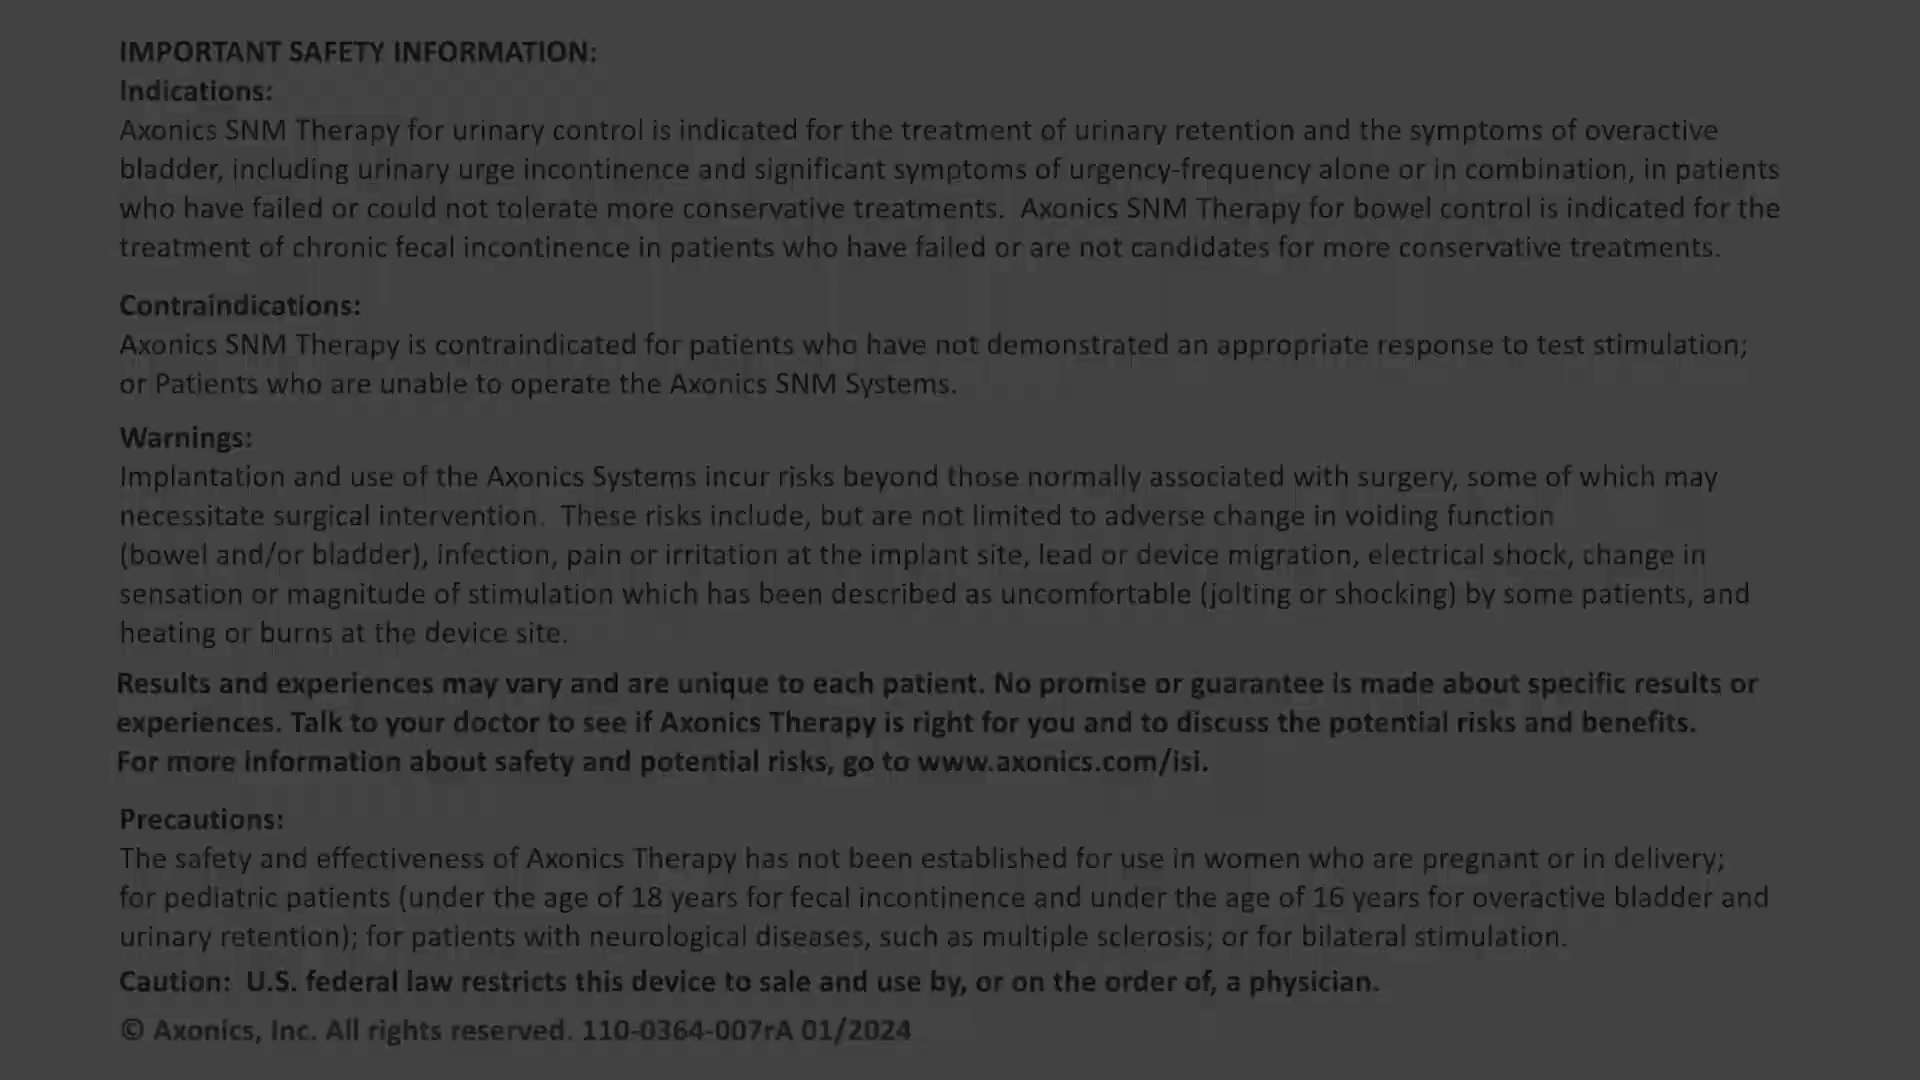 IMPORTANT SAFETY INFORMATION:
Indications:
Axonics SNM Therapy for urinary control is indicated for the treatment of urinary retention and the symptoms of overactive
bladder, including urinary urge incontinence and significant symptoms of urgency-frequency alone or in combination, in patients
who have failed or could not tolerate more conservative treatments.  Axonics SNM Therapy for bowel control is indicated for the
treatment of chronic fecal incontinence in patients who have failed or are not candidates for more conservative treatments.
Contraindications:
Axonics SNM Therapy is contraindicated for patients who have not demonstrated an appropriate response to test stimulation;
or Patients who are unable to operate the Axonics SNM Systems.
Warnings:
Implantation and use of the Axonics Systems incur risks beyond those normally associated with surgery, some of which may
necessitate surgical intervention.  These risks include, but are not limited to adverse change in voiding function
(bowel and/or bladder), infection, pain or irritation at the implant site, lead or device migration, electrical shock, change in
sensation or magnitude of stimulation which has been described as uncomfortable (jolting or shocking) by some patients, and
heating or burns at the device site.
Results and experiences may vary and are unique to each patient. No promise or guarantee is made about specific results or
experiences. Talk to your doctor to see if Axonics Therapy is right for you and to discuss the potential risks and benefits.
For more information about safety and potential risks, go to www.axonics.com/isi.
Precautions:
The safety and effectiveness of Axonics Therapy has not been established for use in women who are pregnant or in delivery;
for pediatric patients (under the age of 18 years for fecal incontinence and under the age of 16 years for overactive bladder and
urinary retention); for patients with neurological diseases, such as multiple sclerosis; or for bilateral stimulation.
Caution:  U.S. federal law restricts this device to sale and use by, or on the order of, a physician.
© Axonics, Inc. All rights reserved. 110-0364-007rA 01/2024